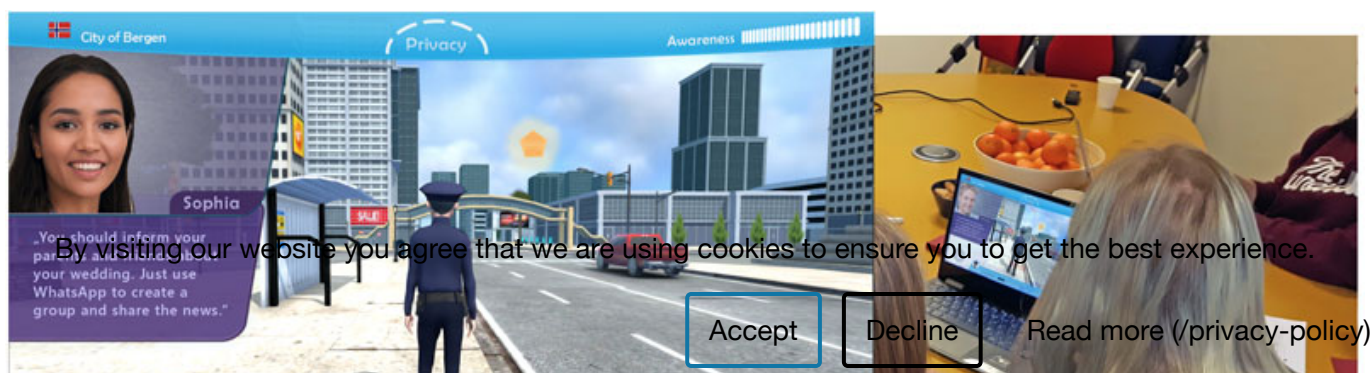 City of Bergen
Privacy
Awareness
Sophia
SALE!
„You should inform your
your wedding. Just use
WhatsApp to create a
group and share the news."
By visiting our website you agree that we are using cookies to ensure you to get the best experience.
Accept
Decline
Read more (/privacy-policy)
The